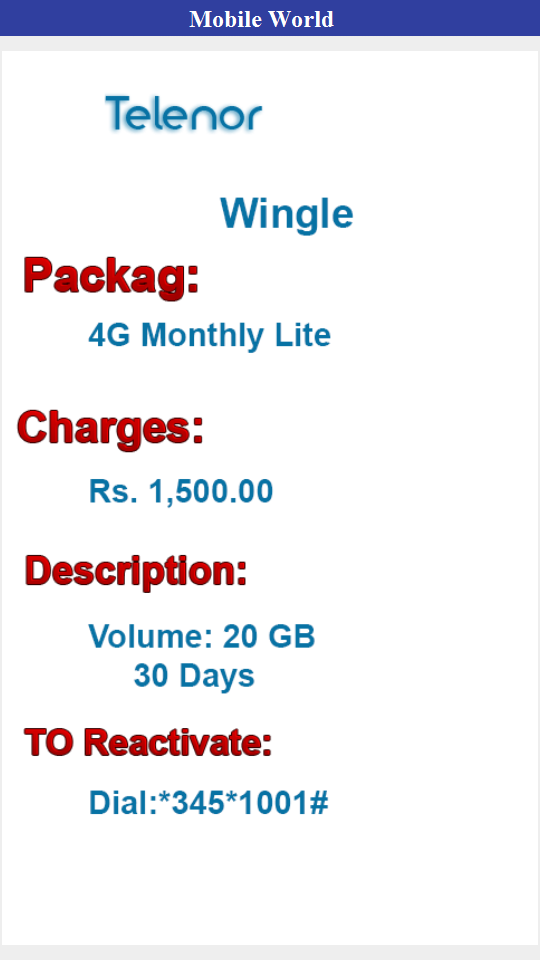 Mobile World
Telenor
Wingle
Packag:
4G Monthly Lite
Charges:
Rs. 1,500.00
Description:
Volume: 20 GB
30 Days
TO Reactivate:
Dial:*345*1001#